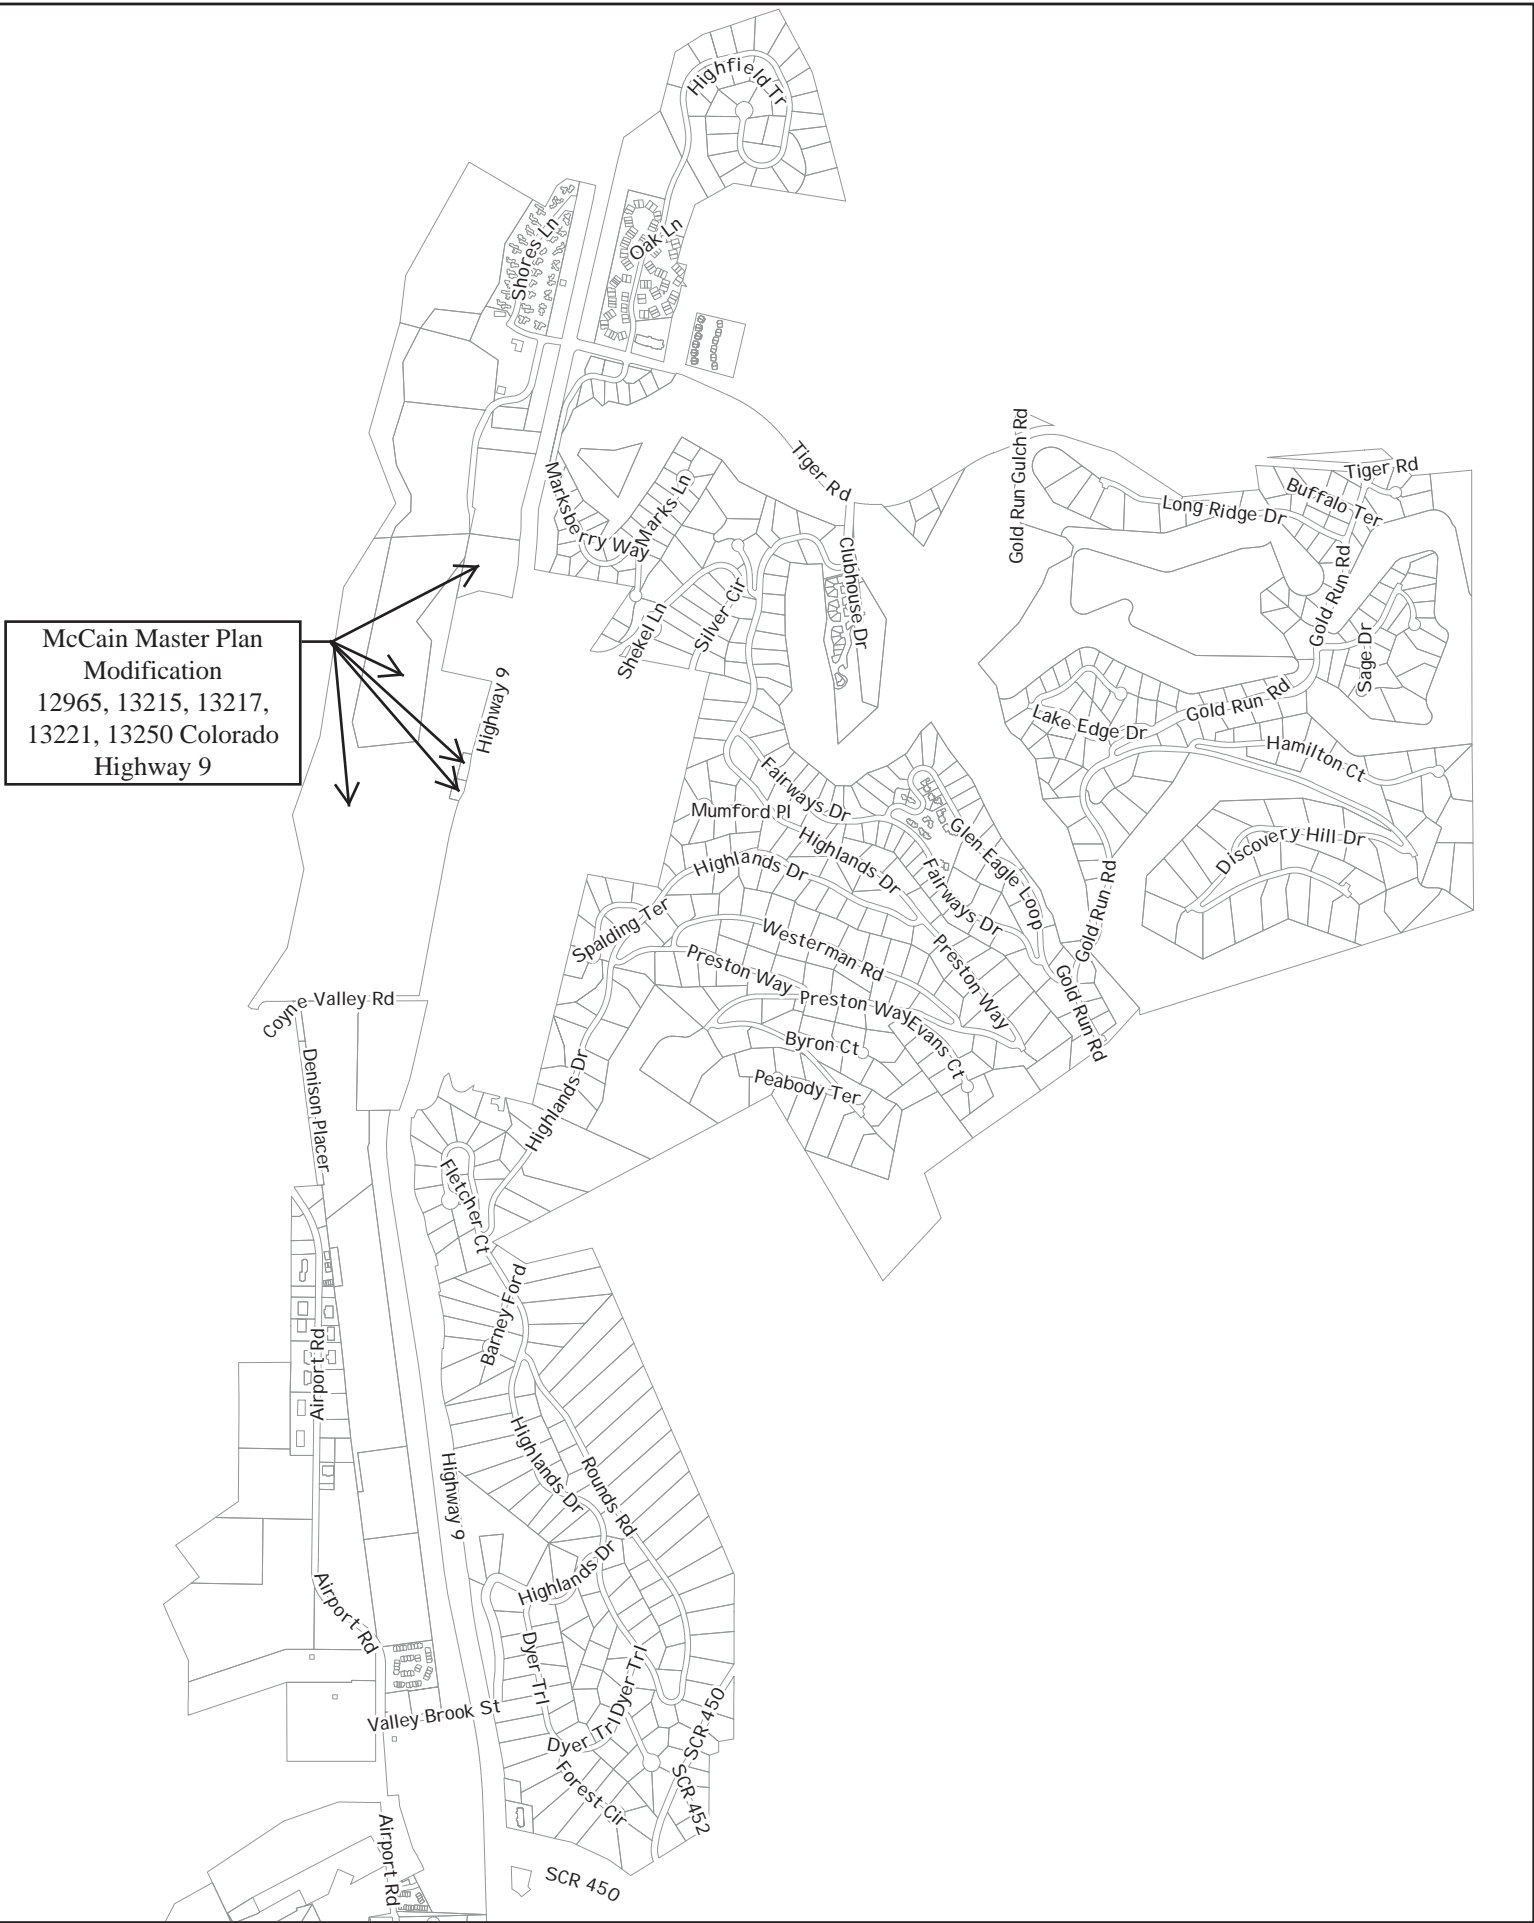 Highfield Tr
Shores Ln
Oak Ln
Tiger Rd
Gold Run Gulch Rd
Tiger Rd
Buffalo Ter
Long Ridge Dr
Marksberry Way
Marks Ln
Clubhouse Dr
Gold Run Rd
Sage Dr
Shekel Ln
Silver Cir
McCain Master Plan
Modification
12965, 13215, 13217,
13221, 13250 Colorado
Highway 9
Highway 9
Gold Run Rd
Lake Edge Dr
Hamilton Ct
Fairways Dr
Mumford Pl
Highlands Dr
Glen Eagle Loop
Discovery Hill Dr
Highlands Dr
Fairways Dr
Gold Run Rd
Spalding Ter
Westerman Rd
Preston Way
Preston Way
Preston Way
Gold Run Rd
Coyne Valley Rd
Evans Ct
Byron Ct
Peabody Ter
Denison Placer
Highlands Dr
Fletcher Ct
Barney Ford
Airport Rd
Highlands Dr
Rounds Rd
Highway 9
Highlands Dr
Airport Rd
Dyer Trl
Dyer Trl
Valley Brook St
Dyer Trl
SCR 450
Forest Cir
SCR 452
Airport Rd
SCR 450